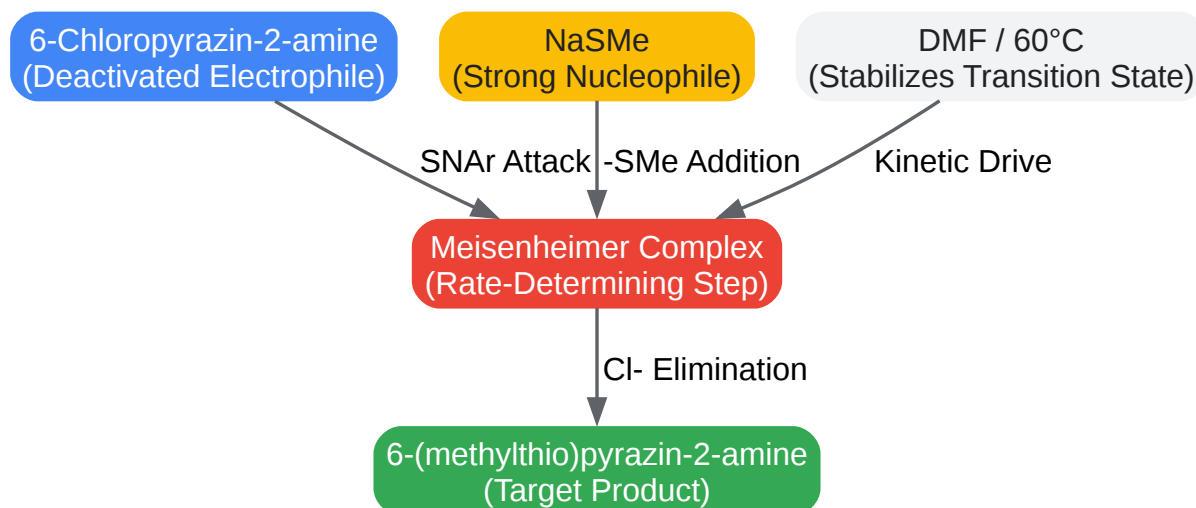 6-Chloropyrazin-2-amine
(Deactivated Electrophile)
NaSMe
(Strong Nucleophile)
DMF / 60°C
(Stabilizes Transition State)
SNAr Attack
-SMe Addition
Kinetic Drive
Meisenheimer Complex
(Rate-Determining Step)
Cl- Elimination
6-(methylthio)pyrazin-2-amine
(Target Product)